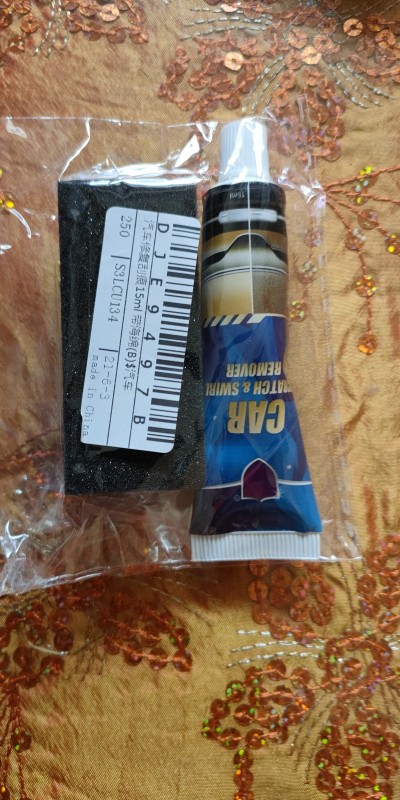 DJE9497B
汽车修复刮痕15ml 带海绵(B)$汽车
250
S3LCU134
21-6-3
made in China
15ml
CAR
SCRATCH & SWIRL
REMOVER